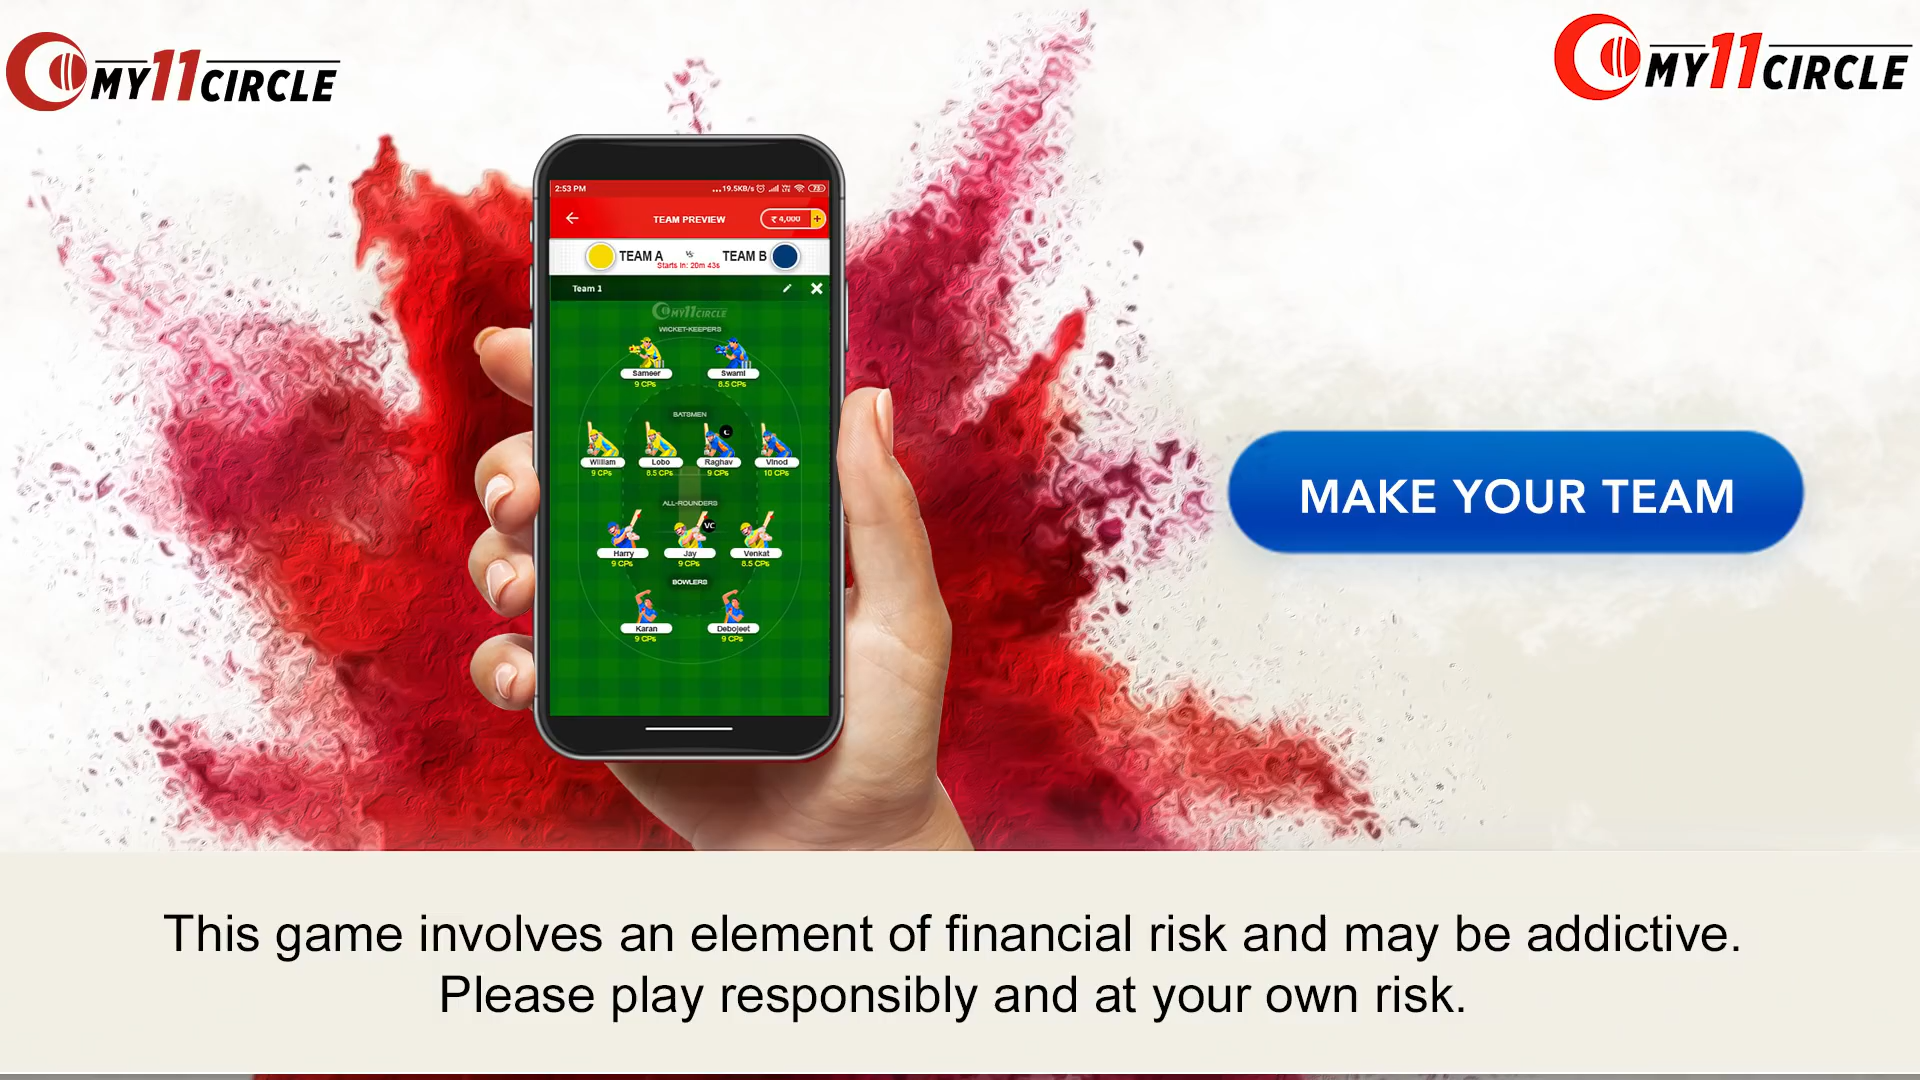 MY11CIRCLE
MY11CIRCLE
2:53 PM
...19.5KB/s
TEAM PREVIEW
₹ 4,000 +
TEAM A VS TEAM B
Starts In: 20m 43s
Team 1
MY11CIRCLE
WICKET-KEEPERS
Sameer Swami
9 CPs 8.5 CPs
BATSMEN
C
William Lobo Raghav Vinod
9 CPs 8.5 CPs 9 CPs 10 CPs
ALL-ROUNDERS
VC
Harry Jay Venkat
9 CPs 9 CPs 8.5 CPs
BOWLERS
Karan Debojeet
9 CPs 9 CPs
MAKE YOUR TEAM
This game involves an element of financial risk and may be addictive.
Please play responsibly and at your own risk.